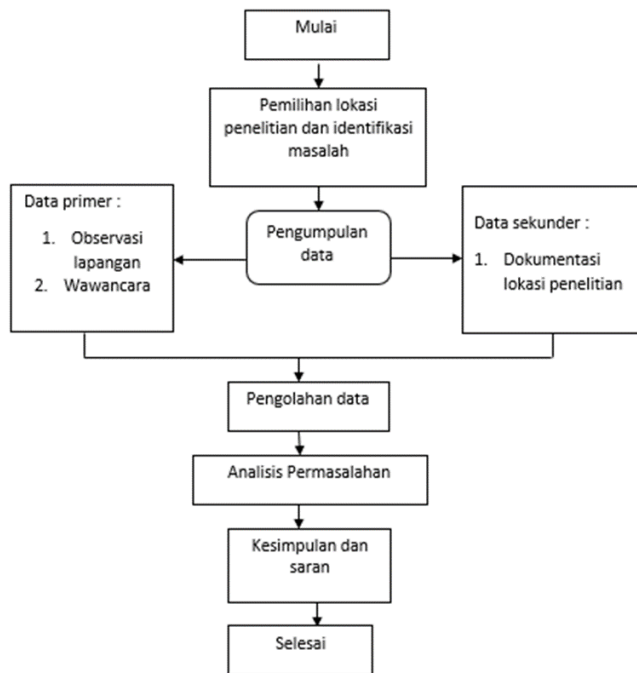 Mulai
Pemilihan lokasi
penelitian dan identifikasi
masalah
Data primer :
1. Observasi
lapangan
2. Wawancara
Pengumpulan
data
Data sekunder :
1. Dokumentasi
lokasi penelitian
Pengolahan data
Analisis Permasalahan
Kesimpulan dan
saran
Selesai